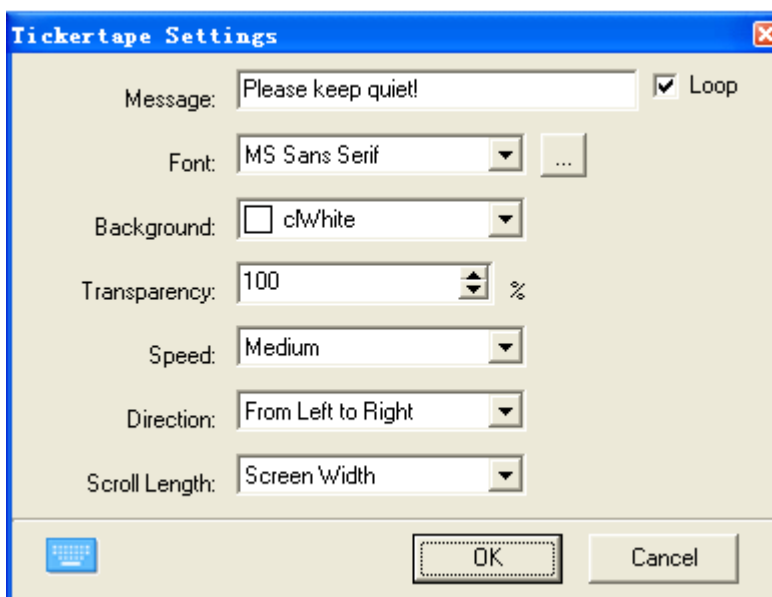 Tickertape Settings
Message: Please keep quiet! Loop
Font: MS Sans Serif ...
Background: clWhite
Transparency: 100 %
Speed: Medium
Direction: From Left to Right
Scroll Length: Screen Width
OK Cancel